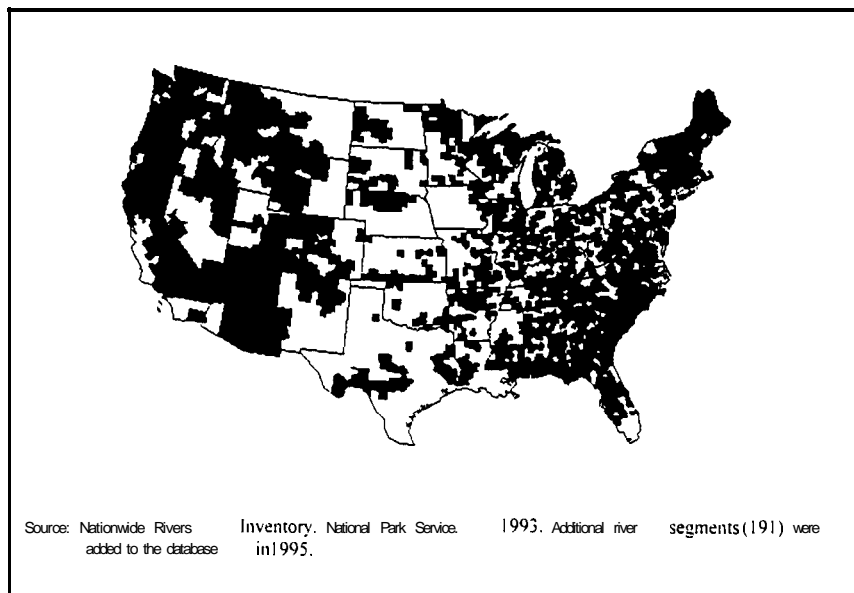 Source: Nationwide Rivers Inventory. National Park Service. 1993. Additional river segments (191) were
added to the database in1995.